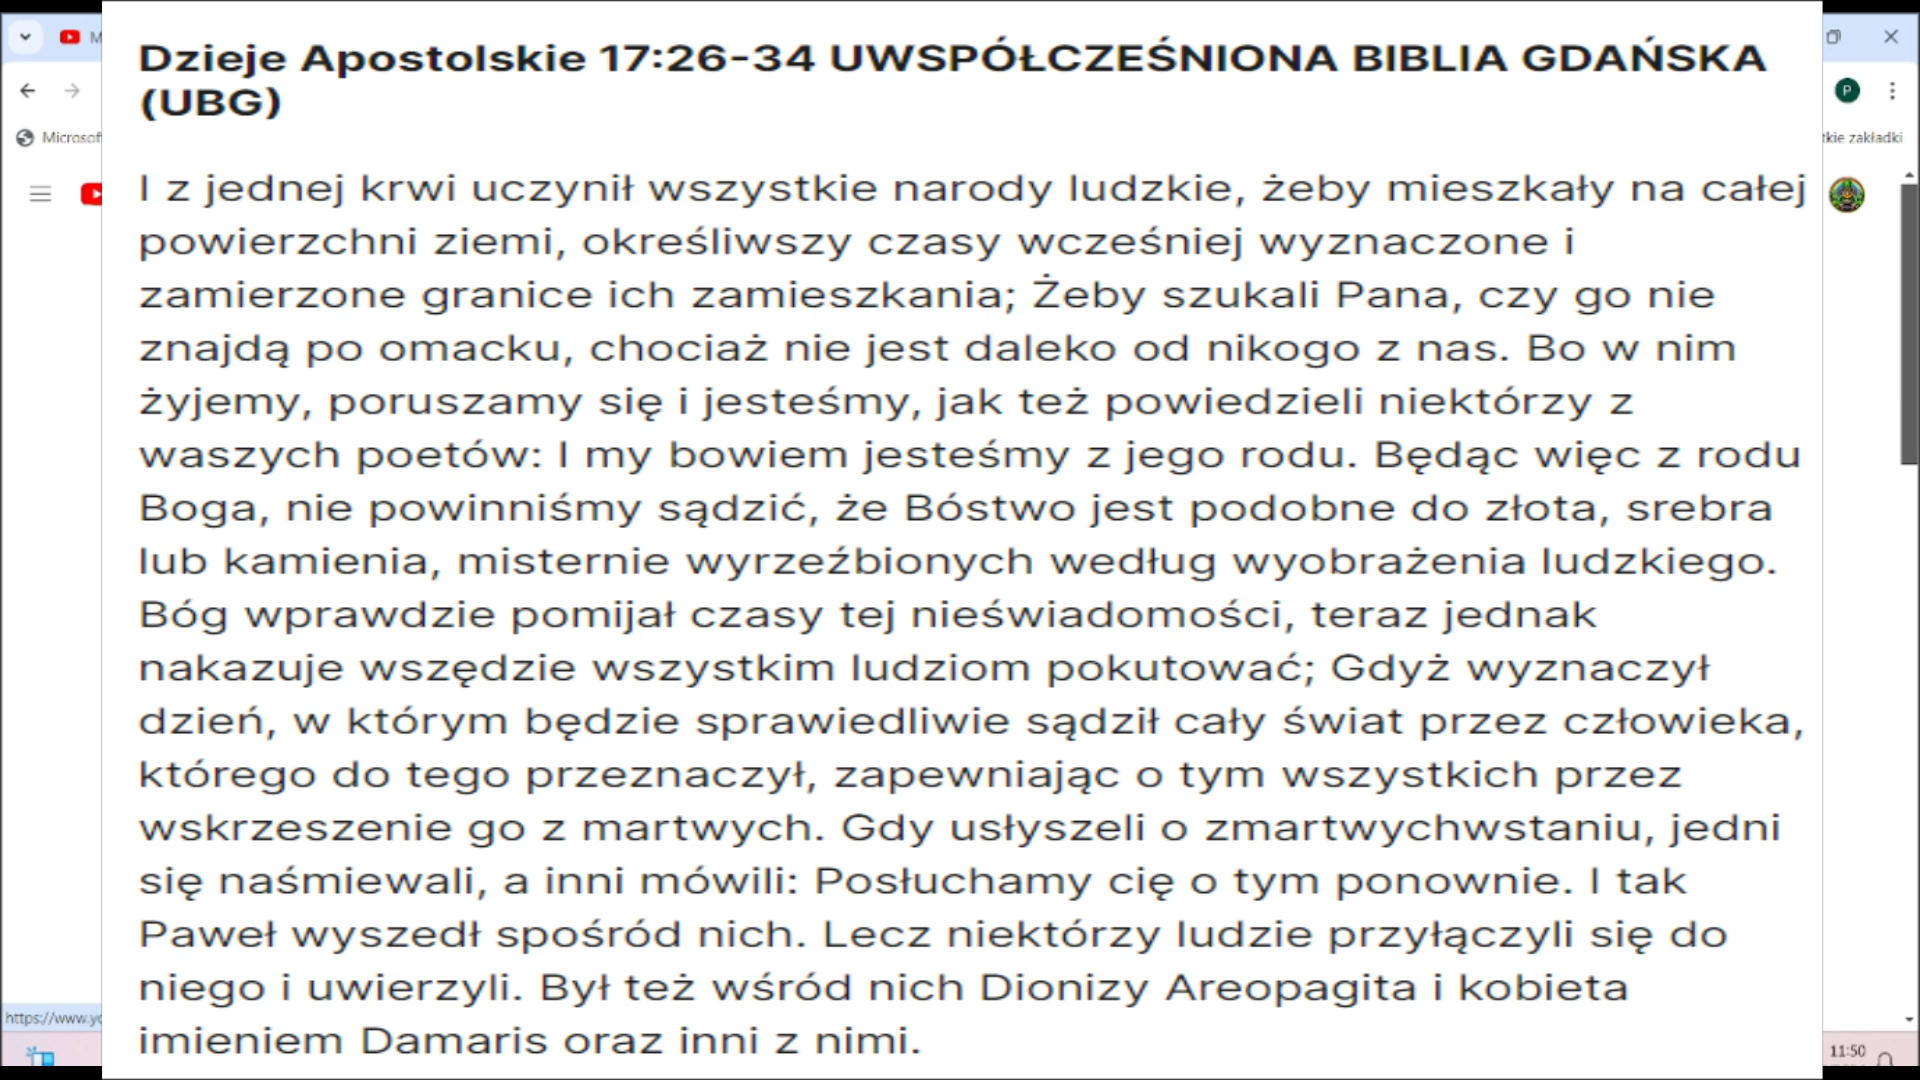 M
Dzieje Apostolskie 17:26-34 UWSPÓŁCZEŚNIONA BIBLIA GDAŃSKA
(UBG)
P
Microsoft
tkie zakładki
I z jednej krwi uczynił wszystkie narody ludzkie, żeby mieszkały na całej
powierzchni ziemi, określiwszy czasy wcześniej wyznaczone i
zamierzone granice ich zamieszkania; Żeby szukali Pana, czy go nie
znajdą po omacku, chociaż nie jest daleko od nikogo z nas. Bo w nim
żyjemy, poruszamy się i jesteśmy, jak też powiedzieli niektórzy z
waszych poetów: I my bowiem jesteśmy z jego rodu. Będąc więc z rodu
Boga, nie powinniśmy sądzić, że Bóstwo jest podobne do złota, srebra
lub kamienia, misternie wyrzeźbionych według wyobrażenia ludzkiego.
Bóg wprawdzie pomijał czasy tej nieświadomości, teraz jednak
nakazuje wszędzie wszystkim ludziom pokutować; Gdyż wyznaczył
dzień, w którym będzie sprawiedliwie sądził cały świat przez człowieka,
którego do tego przeznaczył, zapewniając o tym wszystkich przez
wskrzeszenie go z martwych. Gdy usłyszeli o zmartwychwstaniu, jedni
się naśmiewali, a inni mówili: Posłuchamy cię o tym ponownie. I tak
Paweł wyszedł spośród nich. Lecz niektórzy ludzie przyłączyli się do
niego i uwierzyli. Był też wśród nich Dionizy Areopagita i kobieta
imieniem Damaris oraz inni z nimi.
https://www.yo
11:50